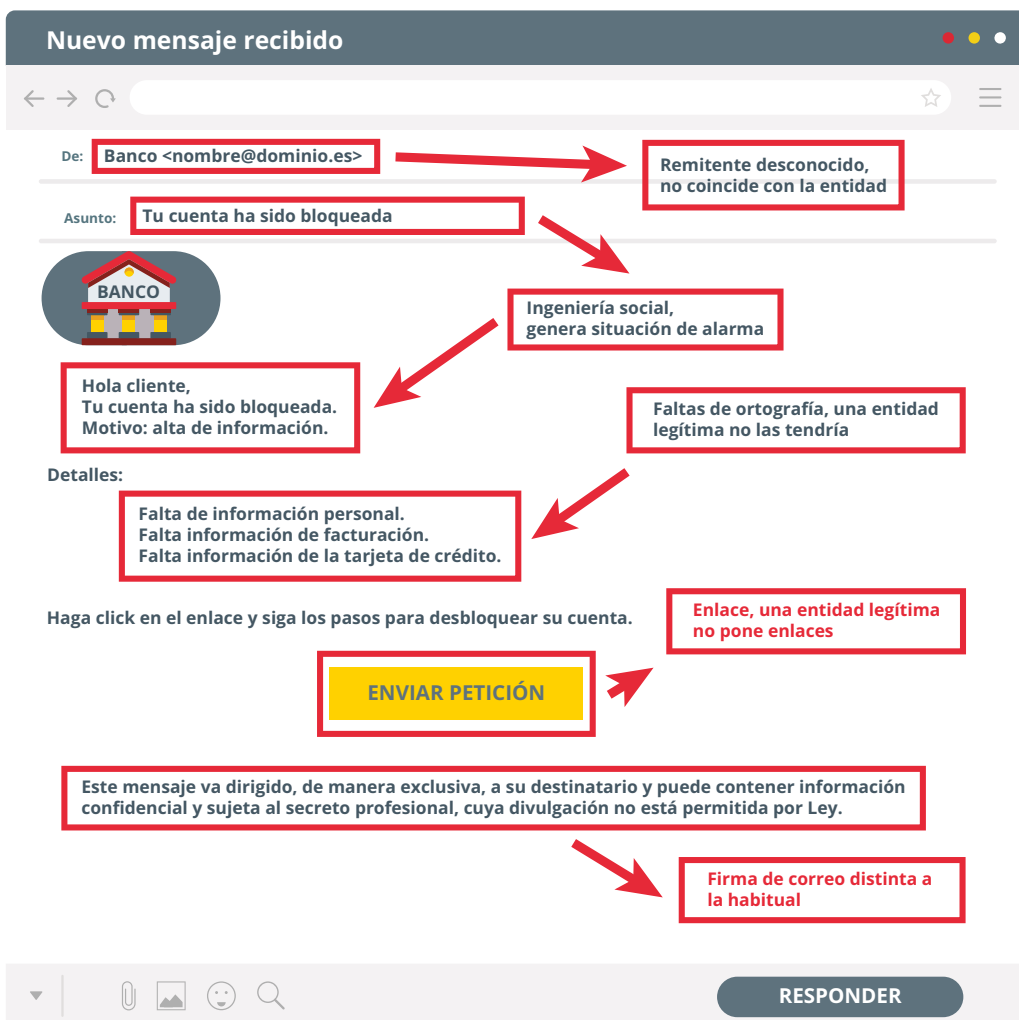 Nuevo mensaje recibido
De: Banco <nombre@dominio.es>
Remitente desconocido,
no coincide con la entidad
Asunto: Tu cuenta ha sido bloqueada
BANCO
Ingeniería social,
genera situación de alarma
Hola cliente,
Tu cuenta ha sido bloqueada.
Motivo: alta de información.
Faltas de ortografía, una entidad
legítima no las tendría
Detalles:
Falta de información personal.
Falta información de facturación.
Falta información de la tarjeta de crédito.
Haga click en el enlace y siga los pasos para desbloquear su cuenta.
Enlace, una entidad legítima
no pone enlaces
ENVIAR PETICIÓN
Este mensaje va dirigido, de manera exclusiva, a su destinatario y puede contener información
confidencial y sujeta al secreto profesional, cuya divulgación no está permitida por Ley.
Firma de correo distinta a
la habitual
RESPONDER